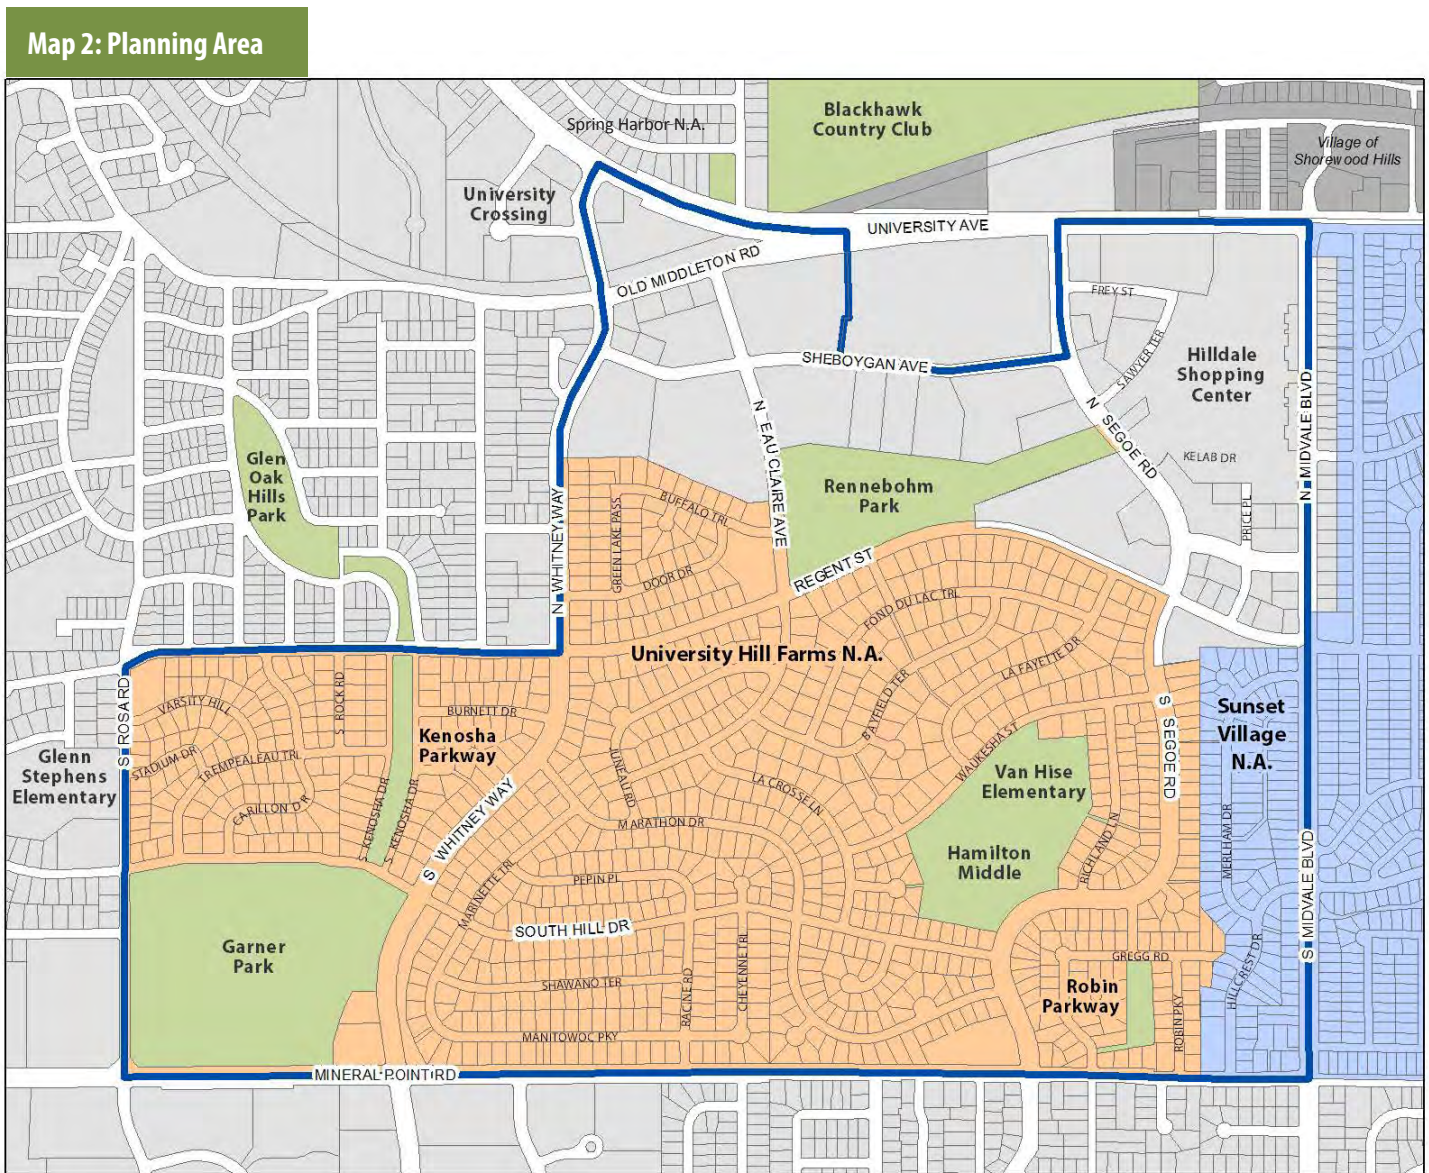 Map 2: Planning Area
Blackhawk
Country Club
Spring Harbor N.A.
Village of
Shorewood Hills
University
Crossing
UNIVERSITY AVE
OLD MIDDLETON RD
FREY ST
SHEBOYGAN AVE
SAWYER TER
Hilldale
Shopping
Center
N MIDVALE BLVD
N SEGOE RD
N EAU CLAIRE AVE
KELAB DR
Glen
Oak
Hills
Park
Rennebohm
Park
PRICE PL
BUFFALO TRL
GREEN LAKE PASS
N WHITNEY WAY
DOOR DR
REGENT ST
FOND DU LAC TRL
University Hill Farms N.A.
LA FAYETTE DR
S ROSA RD
S ROCK RD
VARSITY HILL
BURNETT DR
BAYFIELD TER
S SEGOE RD
Sunset
Village
N.A.
Kenosha
Parkway
Glenn
Stephens
Elementary
STADIUM DR
TREMPEALEAU TRL
WAUKESHA ST
JUNEAU RD
LA CROSSE LN
Van Hise
Elementary
CARILLON DR
S KENOSHA DR
S KENOSHA DR
S WHITNEY WAY
MARATHON DR
RICHLAND LN
MERLHAM DR
S MIDVALE BLVD
Hamilton
Middle
MARINETTE TRL
PEPIN PL
SOUTH HILL DR
Garner
Park
CHEYENNE TRL
GREGG RD
HILLCREST DR
SHAWANO TER
RACINE RD
Robin
Parkway
ROBIN PKY
MANITOWOC PKY
MINERAL POINT RD